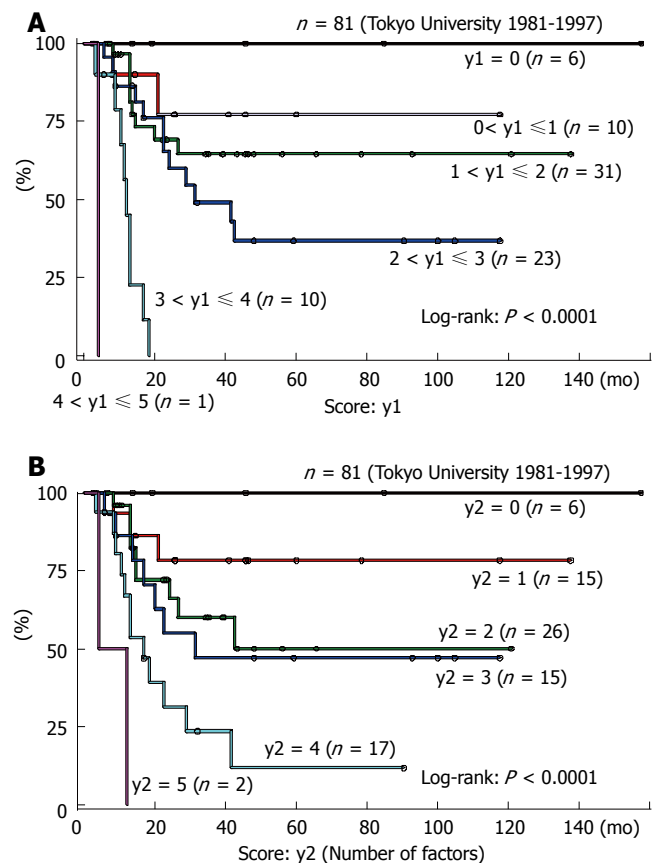 A
n = 81 (Tokyo University 1981-1997)
100
y1 = 0 (n = 6)
75
0< y1 ⩽1 (n = 10)
1 < y1 ⩽ 2 (n = 31)
(%)
50
2 < y1 ⩽ 3 (n = 23)
25
3 < y1 ⩽ 4 (n = 10)
Log-rank: P < 0.0001
0
0 20 40 60 80 100 120 140 (mo)
4 < y1 ⩽ 5 (n = 1)
Score: y1
B
n = 81 (Tokyo University 1981-1997)
100
y2 = 0 (n = 6)
75
y2 = 1 (n = 15)
(%)
y2 = 2 (n = 26)
50
y2 = 3 (n = 15)
25
y2 = 4 (n = 17)
y2 = 5 (n = 2)
Log-rank: P < 0.0001
0
0 20 40 60 80 100 120 140 (mo)
Score: y2 (Number of factors)